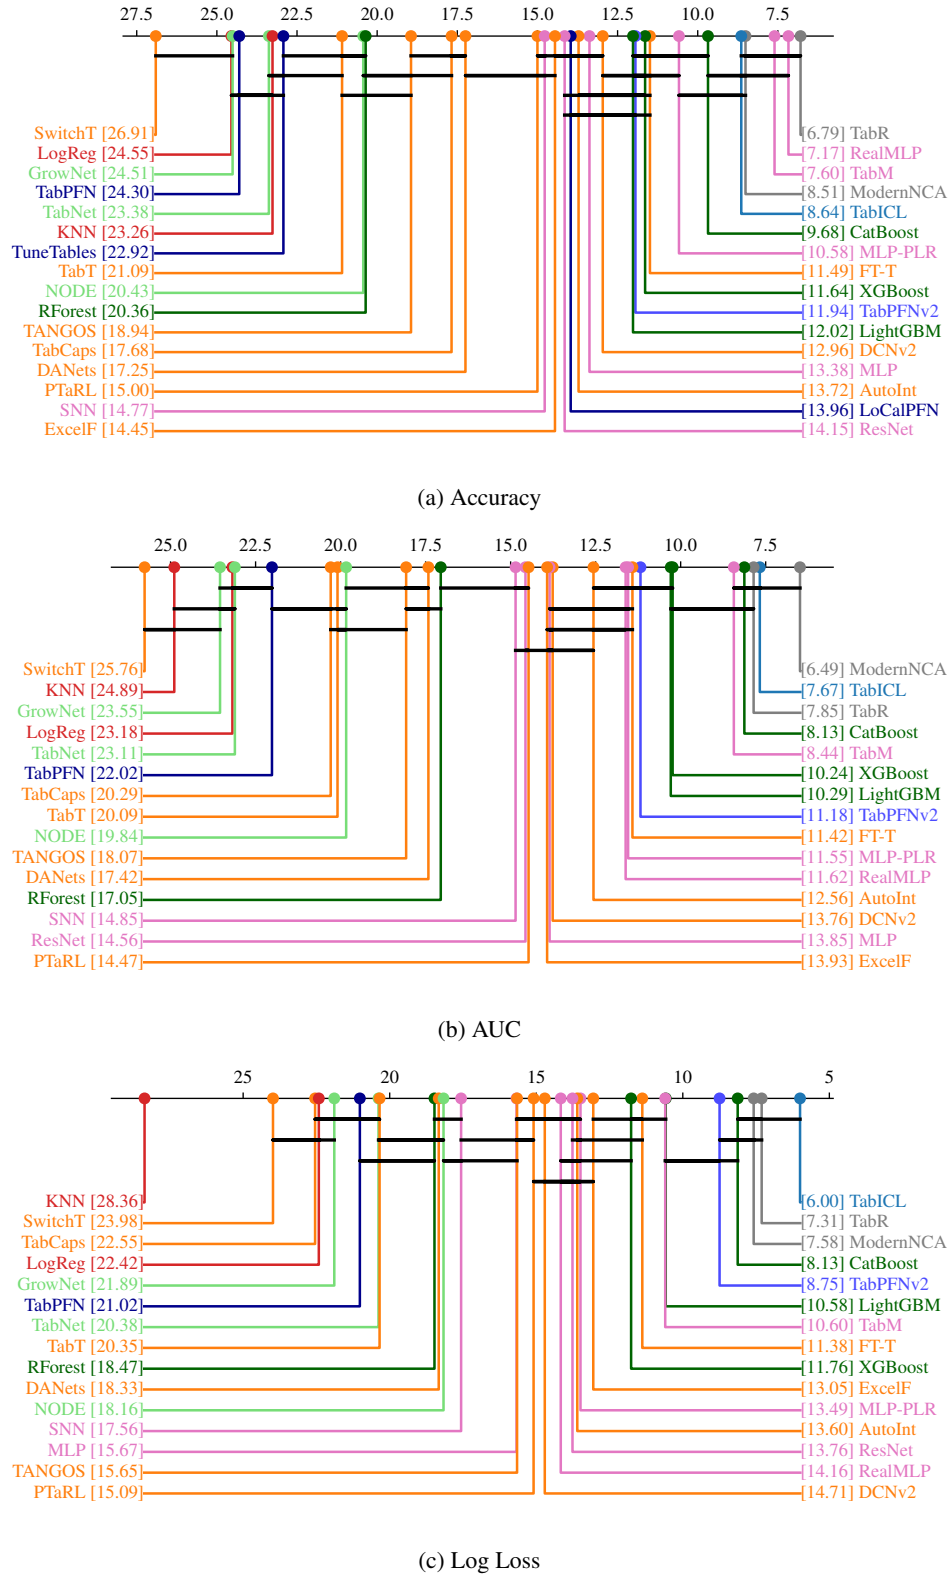 27.5 25.0 22.5 20.0 17.5 15.0 12.5 10.0 7.5
SwitchT [26.91] [6.79] TabR
LogReg [24.55] [7.17] RealMLP
GrowNet [24.51] [7.60] TabM
TabPFN [24.30] [8.51] ModernNCA
TabNet [23.38] [8.64] TabICL
KNN [23.26] [9.68] CatBoost
TuneTables [22.92] [10.58] MLP-PLR
TabT [21.09] [11.49] FT-T
NODE [20.43] [11.64] XGBoost
RForest [20.36] [11.94] TabPFNv2
TANGOS [18.94] [12.02] LightGBM
TabCaps [17.68] [12.96] DCNv2
DANets [17.25] [13.38] MLP
PTaRL [15.00] [13.72] AutoInt
SNN [14.77] [13.96] LoCalPFN
ExcelF [14.45] [14.15] ResNet
(a) Accuracy
25.0 22.5 20.0 17.5 15.0 12.5 10.0 7.5
SwitchT [25.76] [6.49] ModernNCA
KNN [24.89] [7.67] TabICL
GrowNet [23.55] [7.85] TabR
LogReg [23.18] [8.13] CatBoost
TabNet [23.11] [8.44] TabM
TabPFN [22.02] [10.24] XGBoost
TabCaps [20.29] [10.29] LightGBM
TabT [20.09] [11.18] TabPFNv2
NODE [19.84] [11.42] FT-T
TANGOS [18.07] [11.55] MLP-PLR
DANets [17.42] [11.62] RealMLP
RForest [17.05] [12.56] AutoInt
SNN [14.85] [13.76] DCNv2
ResNet [14.56] [13.85] MLP
PTaRL [14.47] [13.93] ExcelF
(b) AUC
25 20 15 10 5
KNN [28.36] [6.00] TabICL
SwitchT [23.98] [7.31] TabR
TabCaps [22.55] [7.58] ModernNCA
LogReg [22.42] [8.13] CatBoost
GrowNet [21.89] [8.75] TabPFNv2
TabPFN [21.02] [10.58] LightGBM
TabNet [20.38] [10.60] TabM
TabT [20.35] [11.38] FT-T
RForest [18.47] [11.76] XGBoost
DANets [18.33] [13.05] ExcelF
NODE [18.16] [13.49] MLP-PLR
SNN [17.56] [13.60] AutoInt
MLP [15.67] [13.76] ResNet
TANGOS [15.65] [14.16] RealMLP
PTaRL [15.09] [14.71] DCNv2
(c) Log Loss